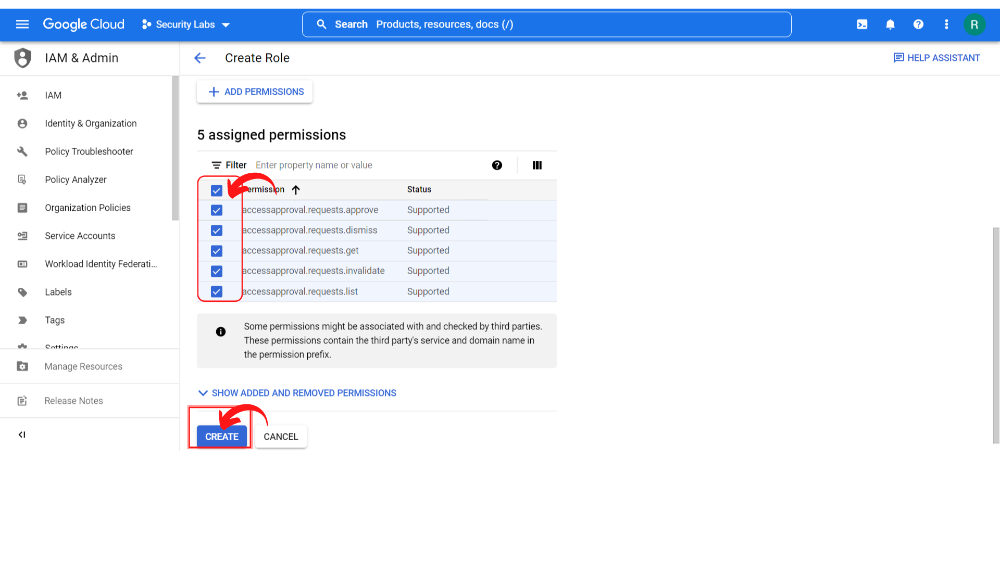 Google Cloud
Security Labs
Search Products, resources, docs (/)
R
IAM & Admin
Create Role
HELP ASSISTANT
IAM
Identity & Organization
Policy Troubleshooter
Policy Analyzer
Organization Policies
Service Accounts
Workload Identity Federati...
Labels
Tags
Settings
Manage Resources
Release Notes
ADD PERMISSIONS
5 assigned permissions
Filter Enter property name or value
ermission Status
accessapproval.requests.approve Supported
accessapproval.requests.dismiss Supported
accessapproval.requests.get Supported
accessapproval.requests.invalidate Supported
accessapproval.requests.list Supported
Some permissions might be associated with and checked by third parties.
These permissions contain the third party's service and domain name in
the permission prefix.
SHOW ADDED AND REMOVED PERMISSIONS
CREATE CANCEL